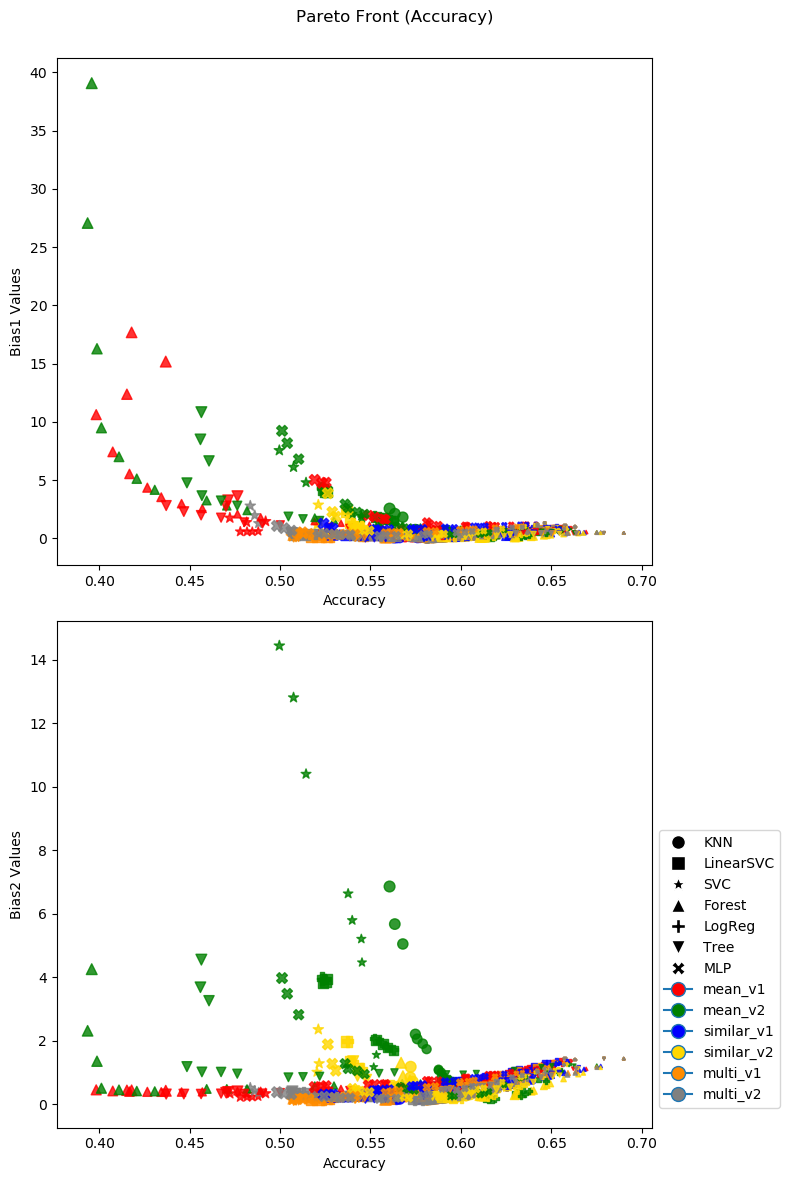 Pareto Front (Accuracy)
40
35
30
25
20
15
10
5
0
Bias1 Values
0.40 0.45 0.50 0.55 0.60 0.65 0.70
Accuracy
14
12
10
8
6
4
2
0
Bias2 Values
0.40 0.45 0.50 0.55 0.60 0.65 0.70
Accuracy
KNN
LinearSVC
SVC
Forest
LogReg
Tree
MLP
mean_v1
mean_v2
similar_v1
similar_v2
multi_v1
multi_v2